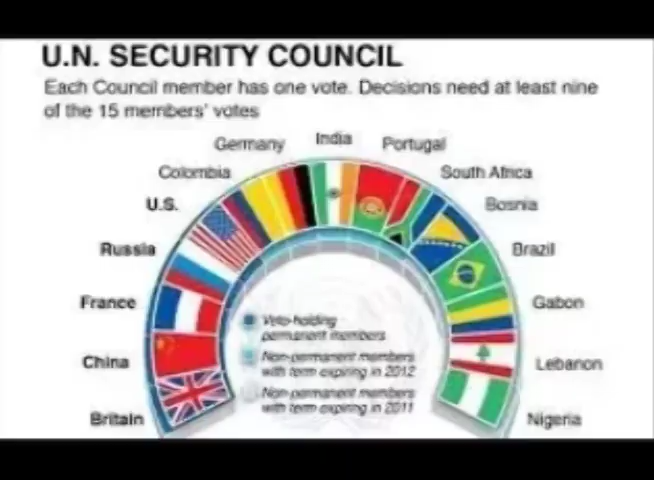 U.N. SECURITY COUNCIL
Each Council member has one vote. Decisions need at least nine
of the 15 members' votes
India
Germany
Portugal
Colombia
South Africa
U.S.
Bosnia
Russia
Brazil
France
Gabon
Veto-holding
permanent members
Non-permanent members
with term expiring in 2012
China
Lebanon
Non-permanent members
with term expiring in 2011
Britain
Nigeria